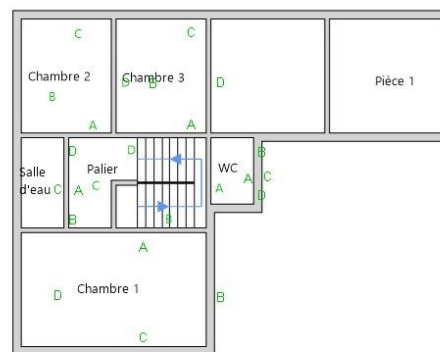 C C
Chambre 2 D Chambre 3 D Pièce 1
B B
A A
D D B
Salle Palier WC C
d'eau C A C A A
D
B B
A
D Chambre 1 B
C